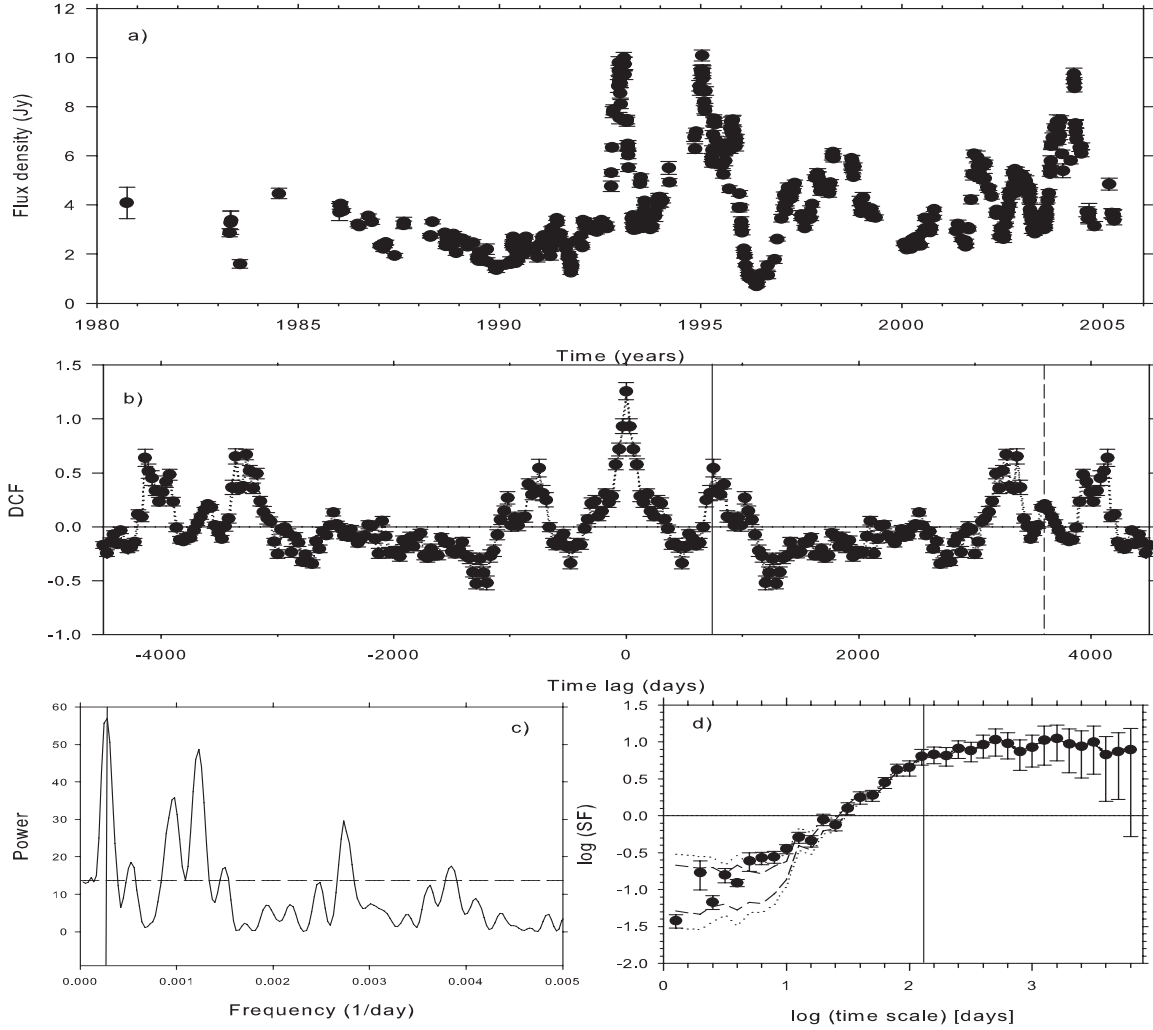 a)
Flux density (Jy)
12
10
8
6
4
2
0
1980 1985 1990 1995 2000 2005
Time (years)
b)
DCF
1.5
1.0
0.5
0.0
-0.5
-1.0
-4000 -2000 0 2000 4000
Time lag (days)
c)
Power
60
50
40
30
20
10
0
0.000 0.001 0.002 0.003 0.004 0.005
Frequency (1/day)
d)
log (SF)
1.5
1.0
0.5
0.0
-0.5
-1.0
-1.5
-2.0
0 1 2 3
log (time scale) [days]